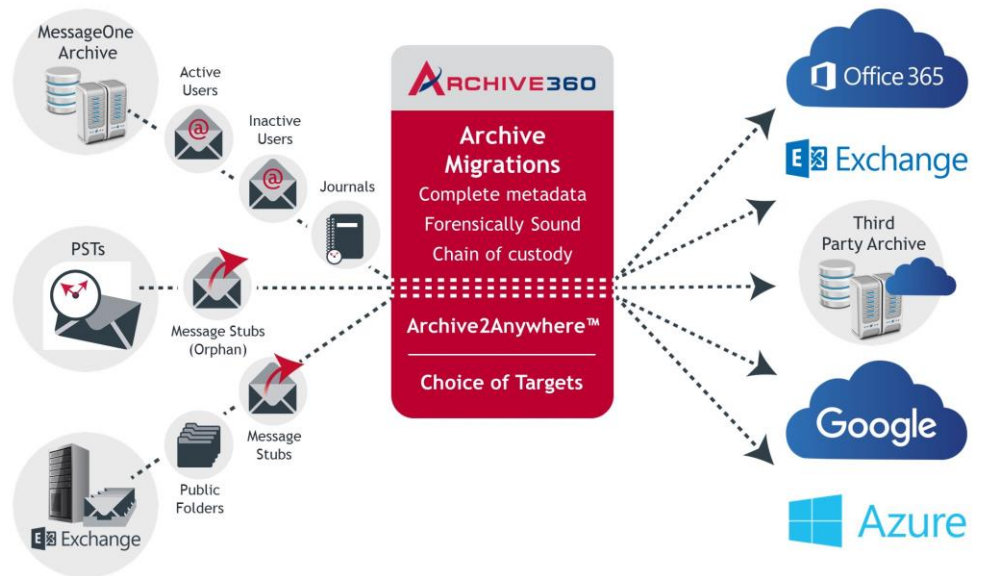 MessageOne
Archive
Active
Users
Inactive
Users
Journals
PSTs
Message Stubs
(Orphan)
Message
Stubs
Public
Folders
E Exchange
ARCHIVE360
Archive
Migrations
Complete metadata
Forensically Sound
Chain of custody
Archive2Anywhere™
Choice of Targets
Office 365
E Exchange
Third
Party Archive
Google
Azure